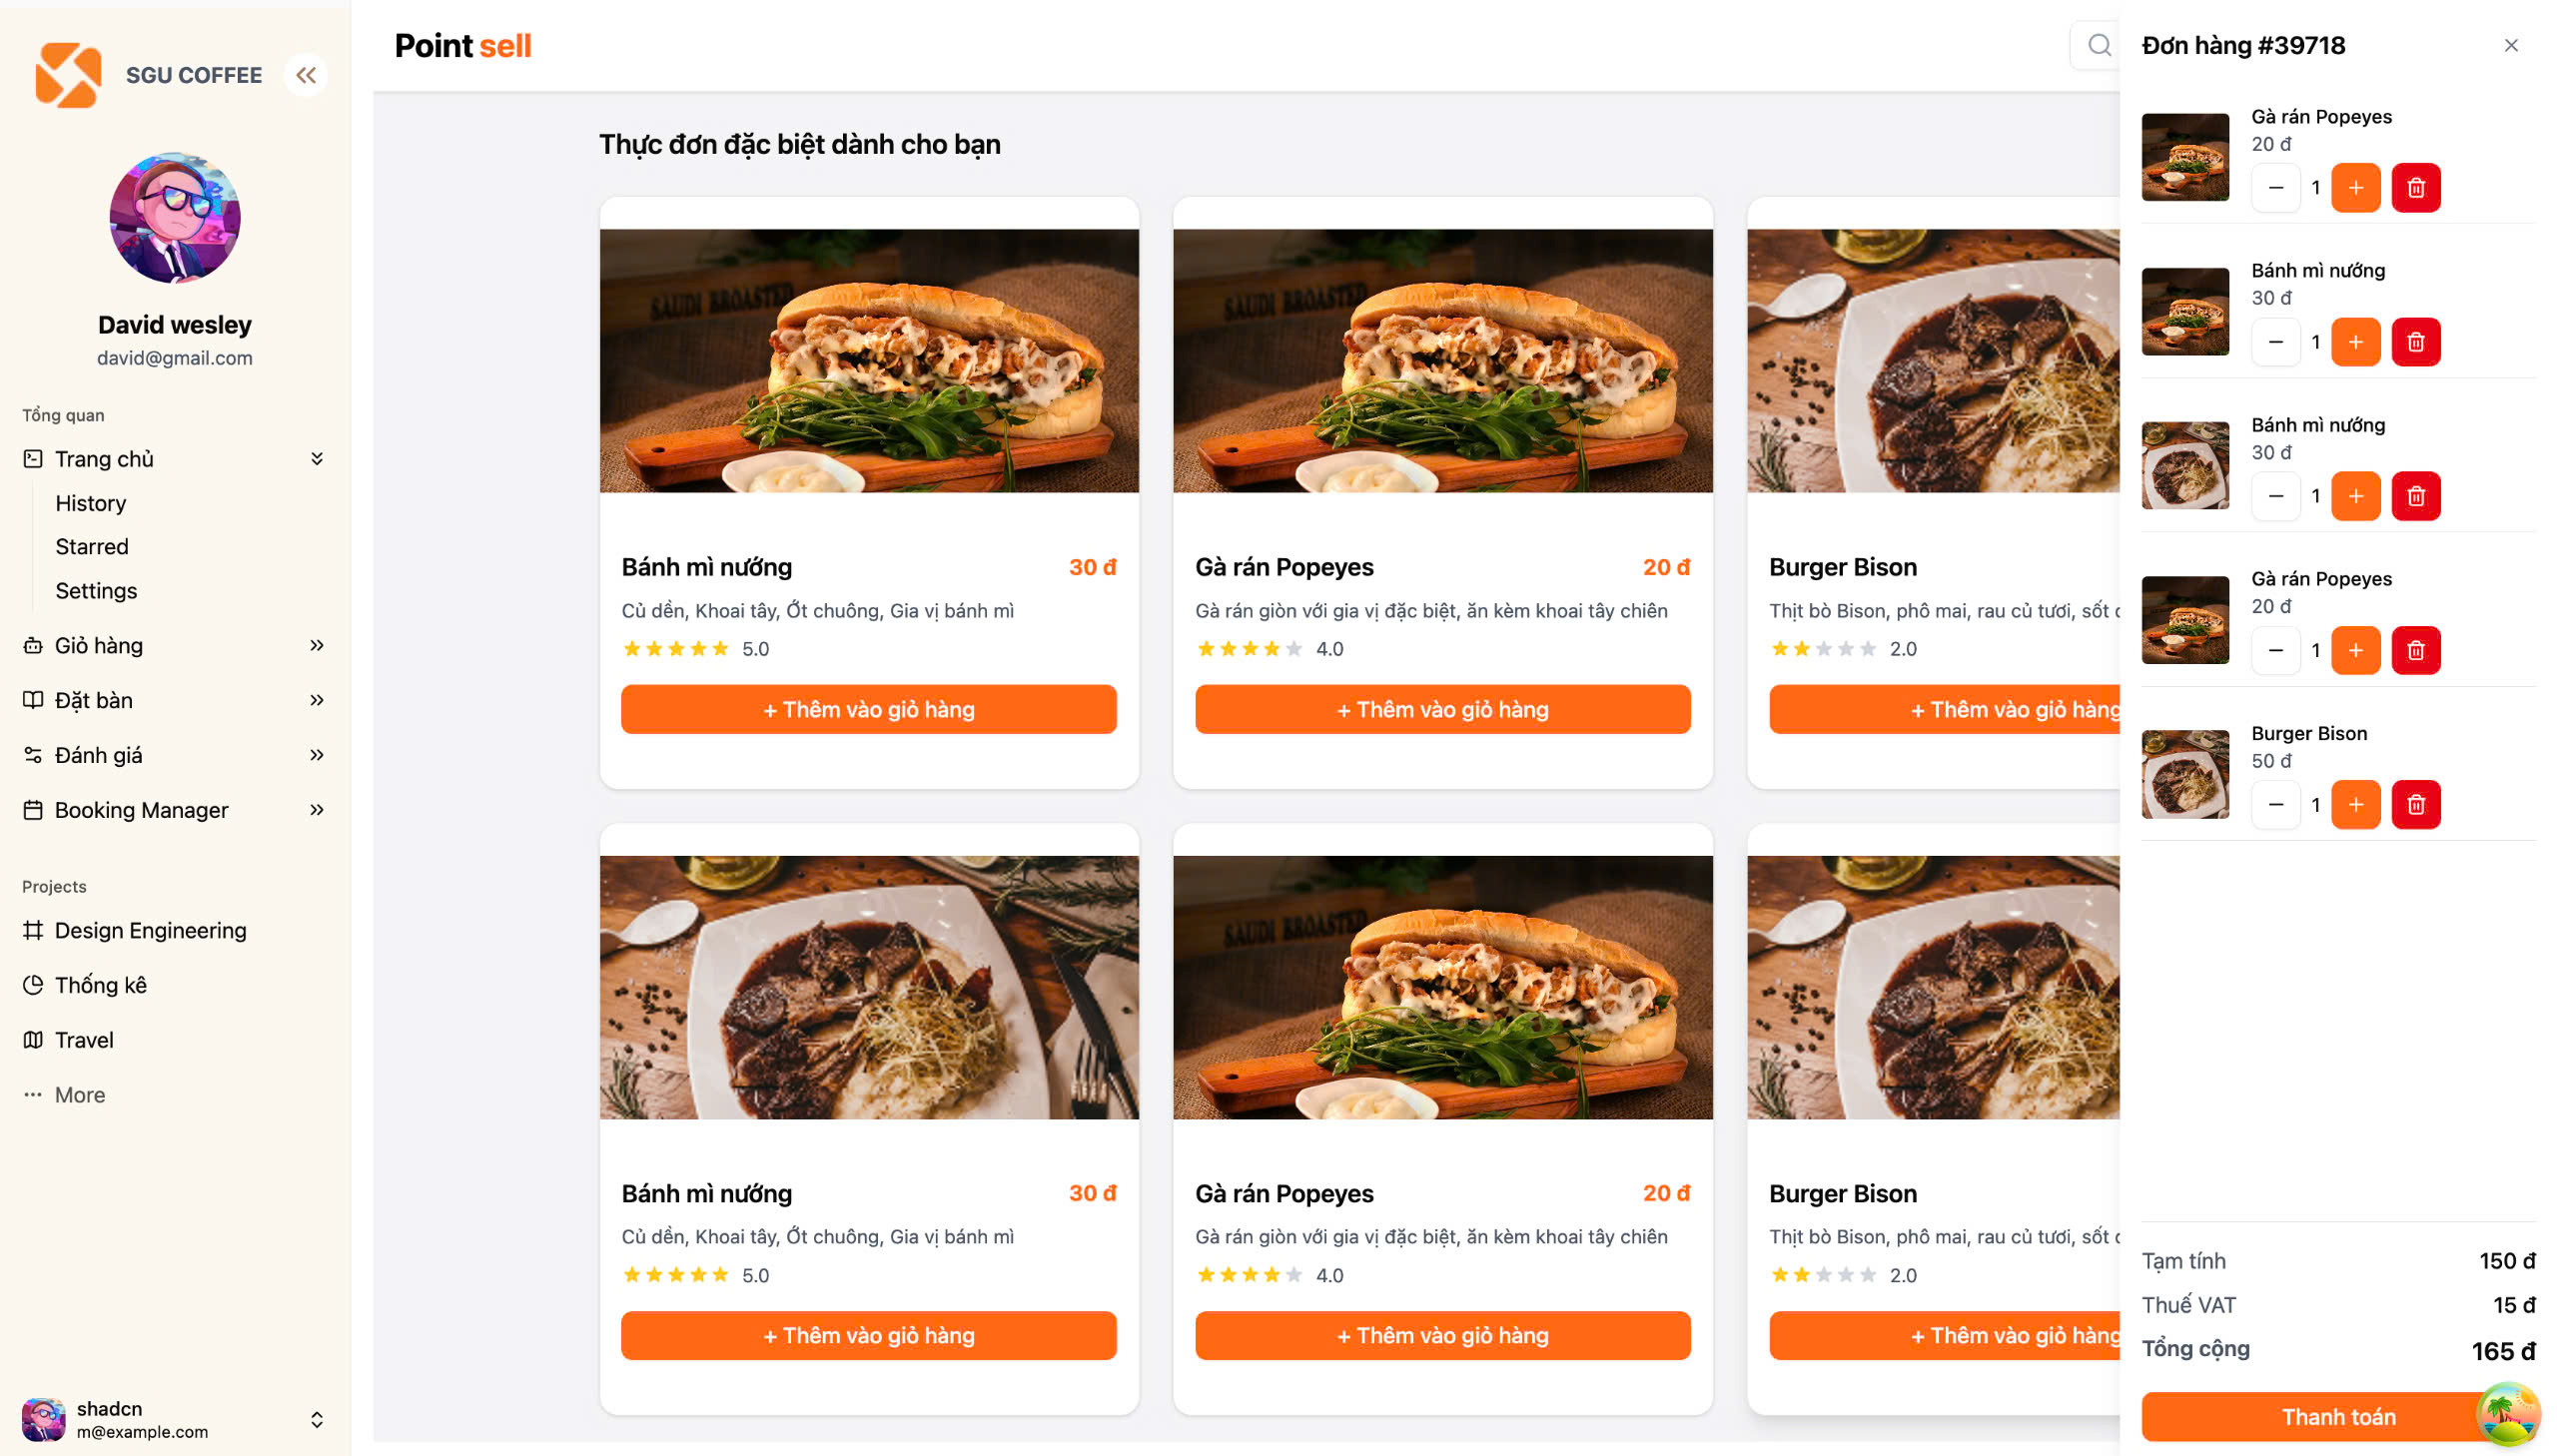 SGU COFFEE
David wesley
david@gmail.com
Tổng quan
Trang chủ
History
Starred
Settings
Giỏ hàng
Đặt bàn
Đánh giá
Booking Manager
Projects
Design Engineering
Thống kê
Travel
More
shadcn
m@example.com
Point sell
Thực đơn đặc biệt dành cho bạn
SAUDI BROASTED
Bánh mì nướng 30 đ
Củ dền, Khoai tây, Ớt chuông, Gia vị bánh mì
5.0
+ Thêm vào giỏ hàng
SAUDI BROASTED
Gà rán Popeyes 20 đ
Gà rán giòn với gia vị đặc biệt, ăn kèm khoai tây chiên
4.0
+ Thêm vào giỏ hàng
Burger Bison
Thịt bò Bison, phô mai, rau củ tươi, sốt
2.0
+ Thêm vào giỏ hàng
Bánh mì nướng 30 đ
Củ dền, Khoai tây, Ớt chuông, Gia vị bánh mì
5.0
+ Thêm vào giỏ hàng
SAUDI BROASTED
Gà rán Popeyes 20 đ
Gà rán giòn với gia vị đặc biệt, ăn kèm khoai tây chiên
4.0
+ Thêm vào giỏ hàng
Burger Bison
Thịt bò Bison, phô mai, rau củ tươi, sốt
2.0
+ Thêm vào giỏ hàng
Đơn hàng #39718
Gà rán Popeyes
20 đ
1
Bánh mì nướng
30 đ
1
Bánh mì nướng
30 đ
1
Gà rán Popeyes
20 đ
1
Burger Bison
50 đ
1
Tạm tính 150 đ
Thuế VAT 15 đ
Tổng cộng 165 đ
Thanh toán